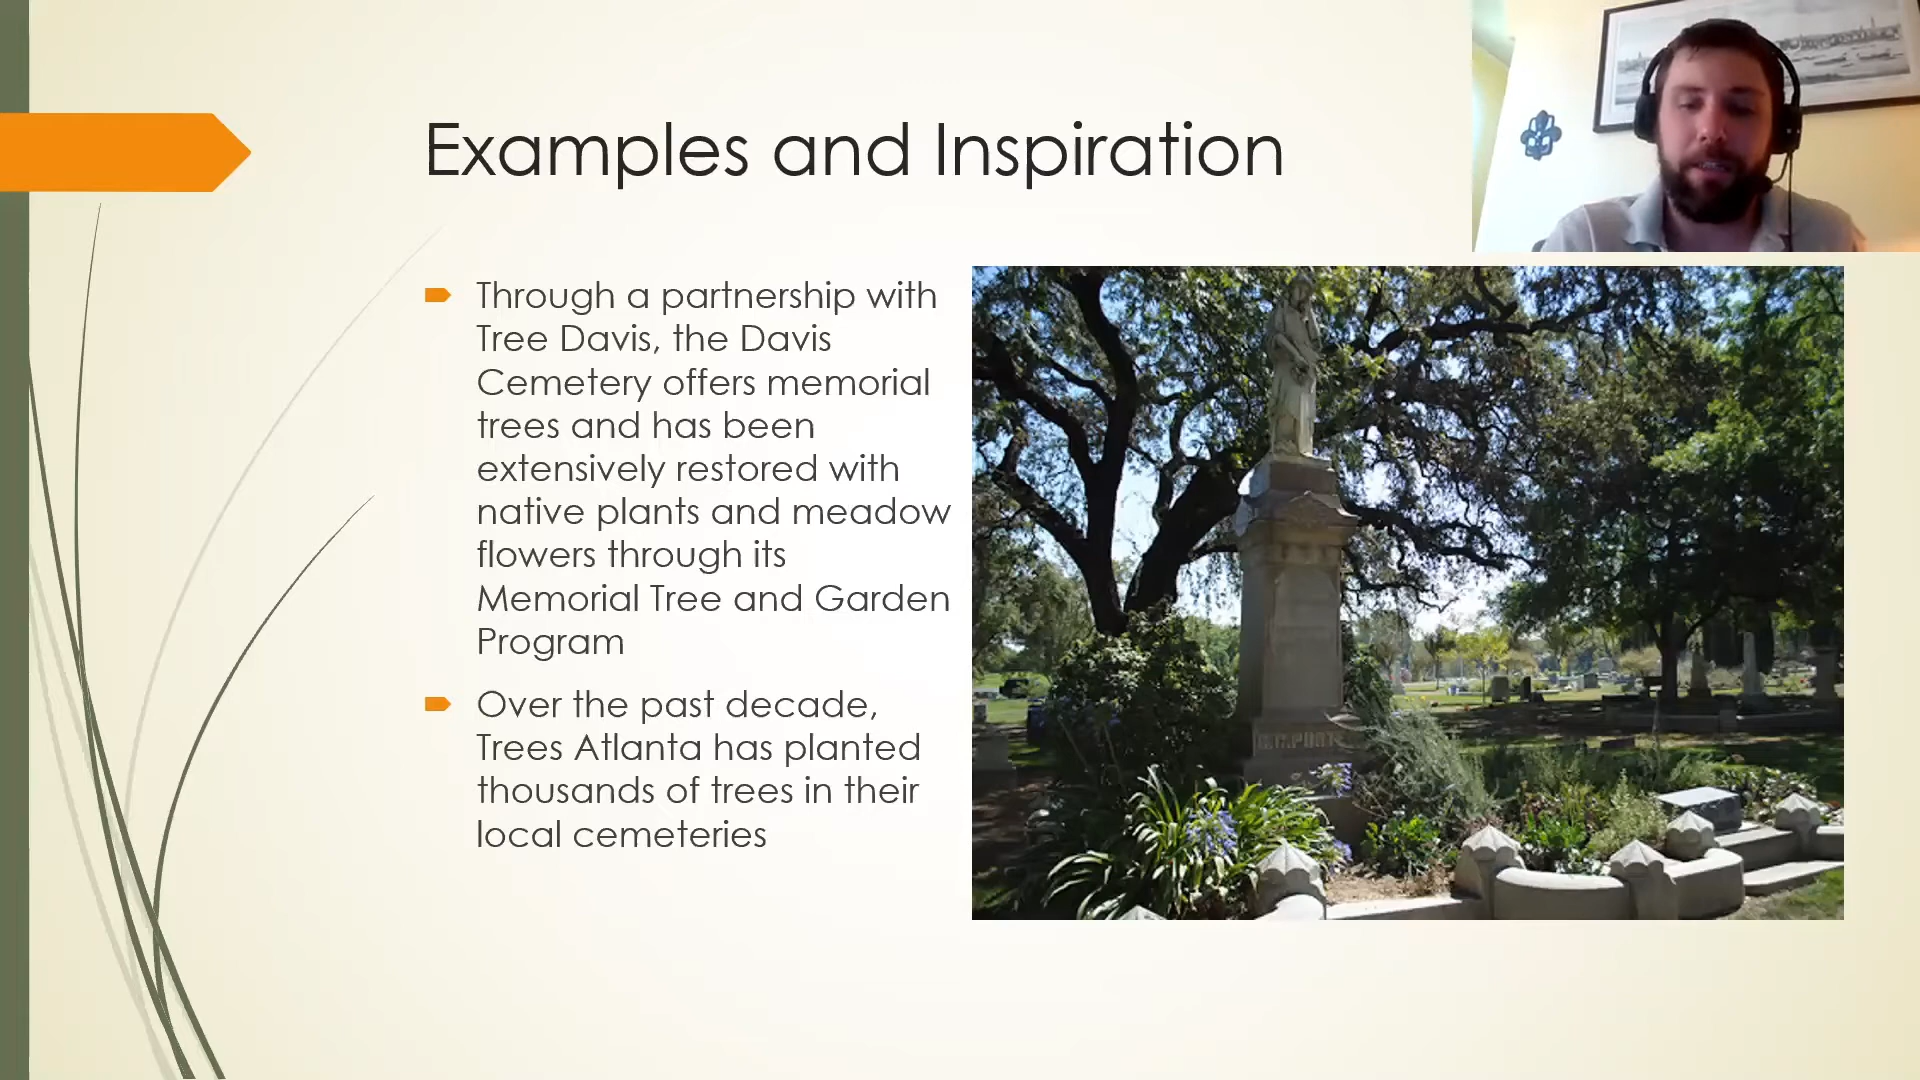 Examples and Inspiration
Through a partnership with
Tree Davis, the Davis
Cemetery offers memorial
trees and has been
extensively restored with
native plants and meadow
flowers through its
Memorial Tree and Garden
Program
Over the past decade,
Trees Atlanta has planted
thousands of trees in their
local cemeteries